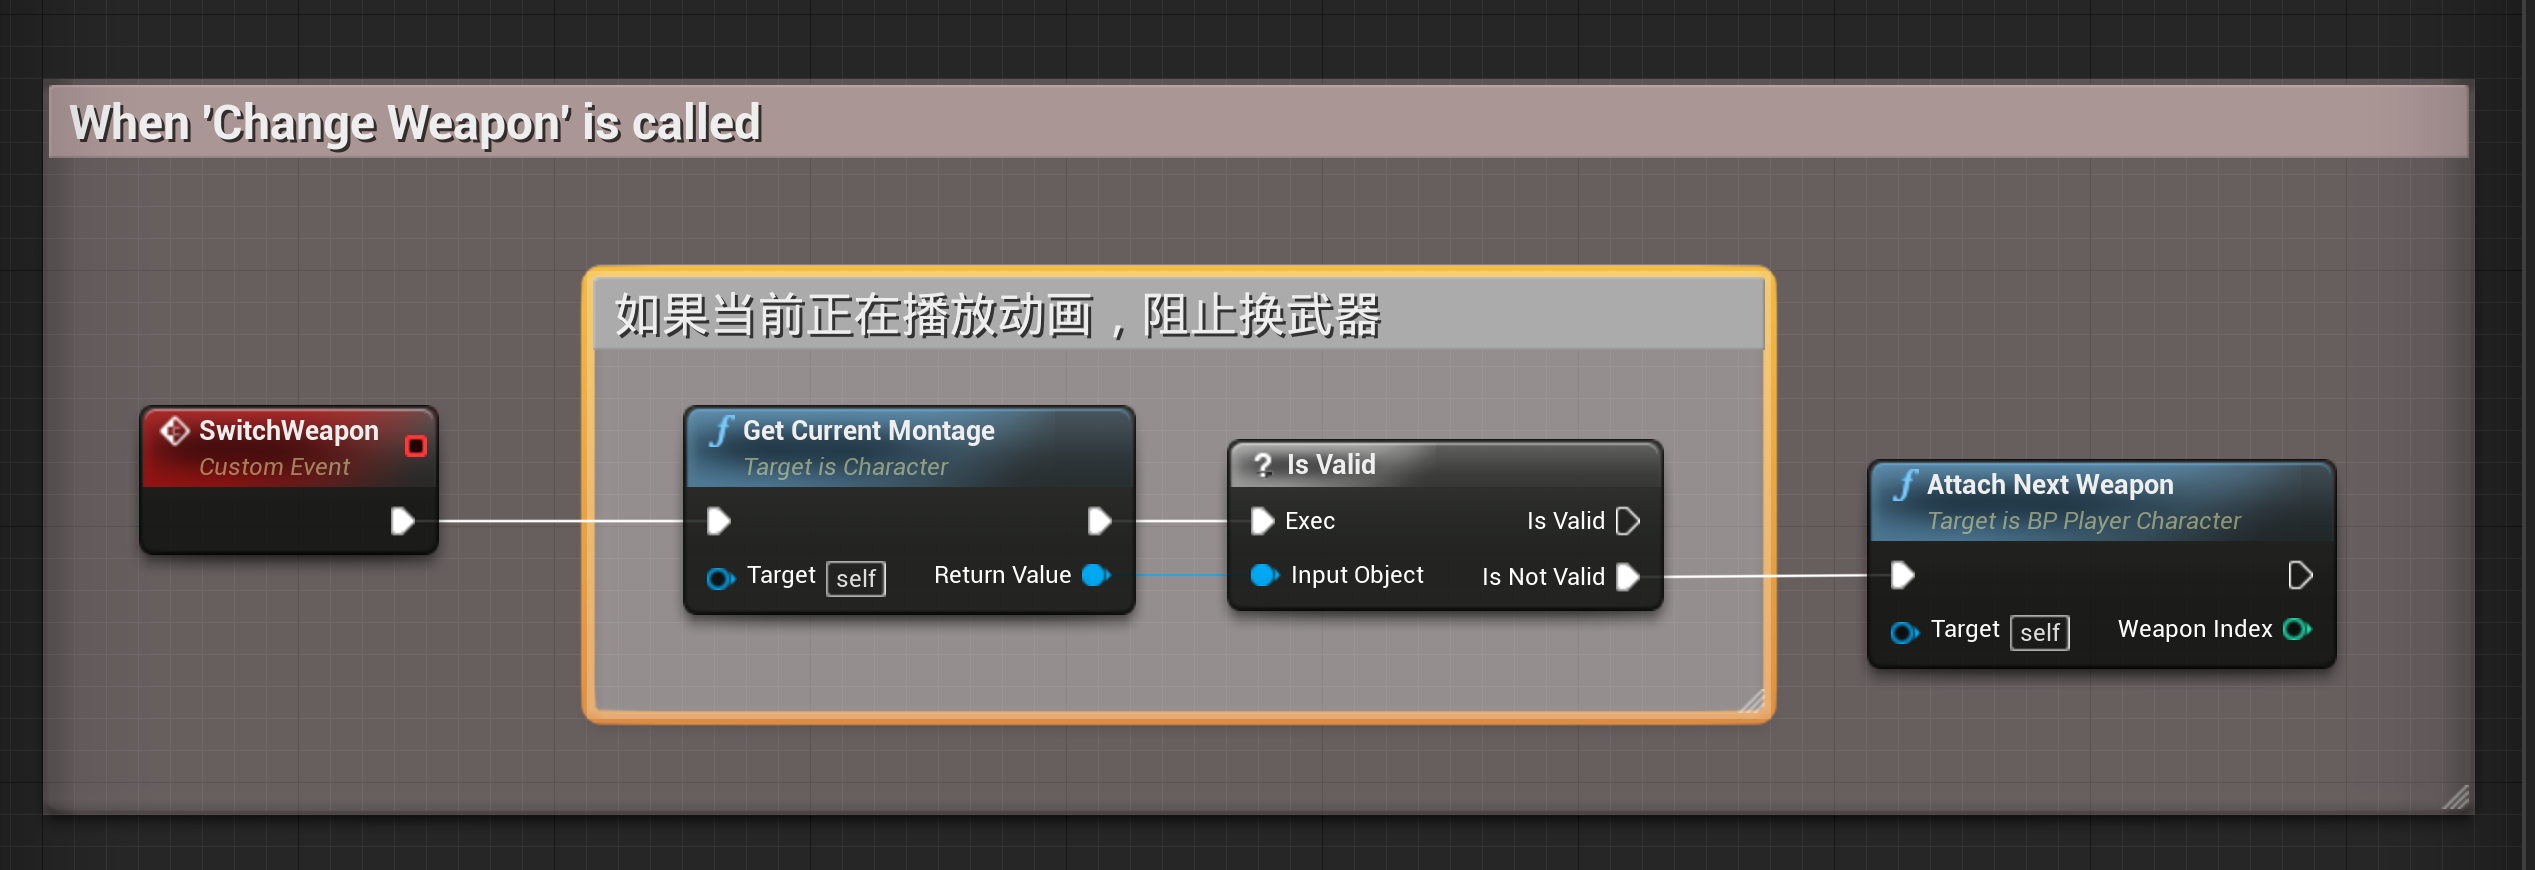 When 'Change Weapon' is called
如果当前正在播放动画，阻止换武器
SwitchWeapon
Custom Event
Get Current Montage
Target is Character
Target self Return Value
? Is Valid
Exec Is Valid
Input Object Is Not Valid
Attach Next Weapon
Target is BP Player Character
Target self Weapon Index